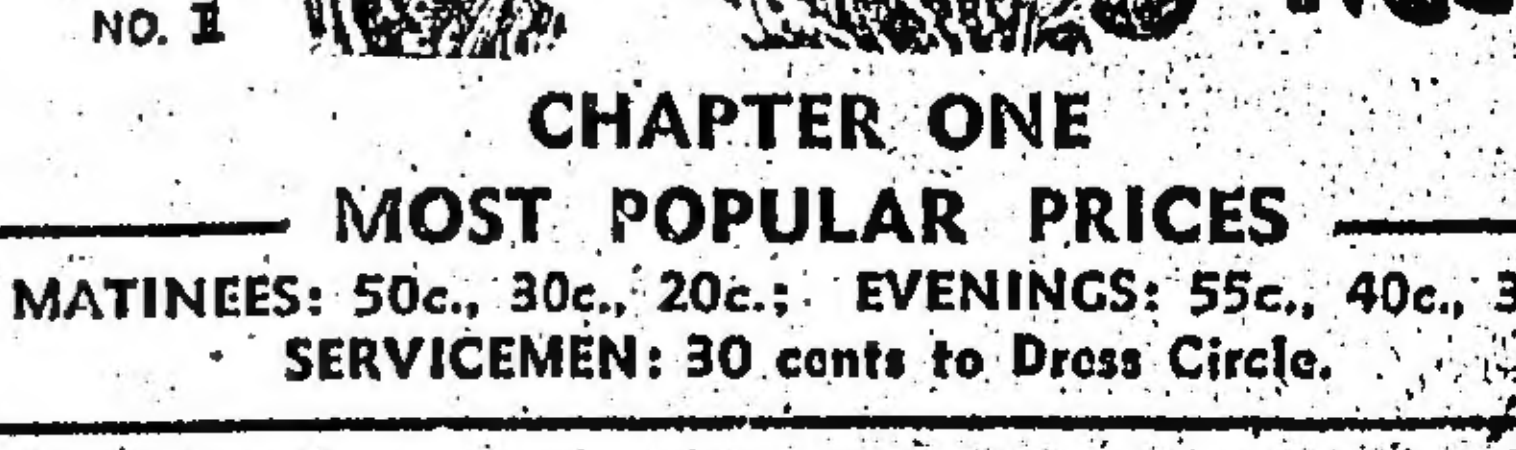 NO. II
CHAPTER ONE
MOST POPULAR PRICES
MATINEES: 50c., 30c., 20c.; EVENINGS: 55c., 40c.,
SERVICEMEN: 30 cents to Dress Circle.